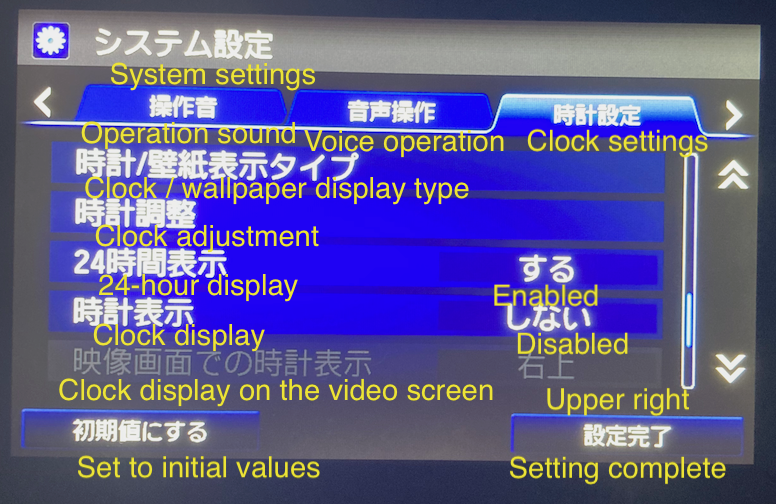 システム設定
System settings
操作音
音声操作
時計設定
Operation sound
Voice operation
Clock settings
時計/壁紙表示タイプ
Clock / wallpaper display type
時計調整
Clock adjustment
24時間表示
する
24-hour display
Enabled
時計表示
しない
Clock display
Disabled
映像画面での時計表示
右上
Clock display on the video screen
Upper right
初期値にする
設定完了
Set to initial values
Setting complete